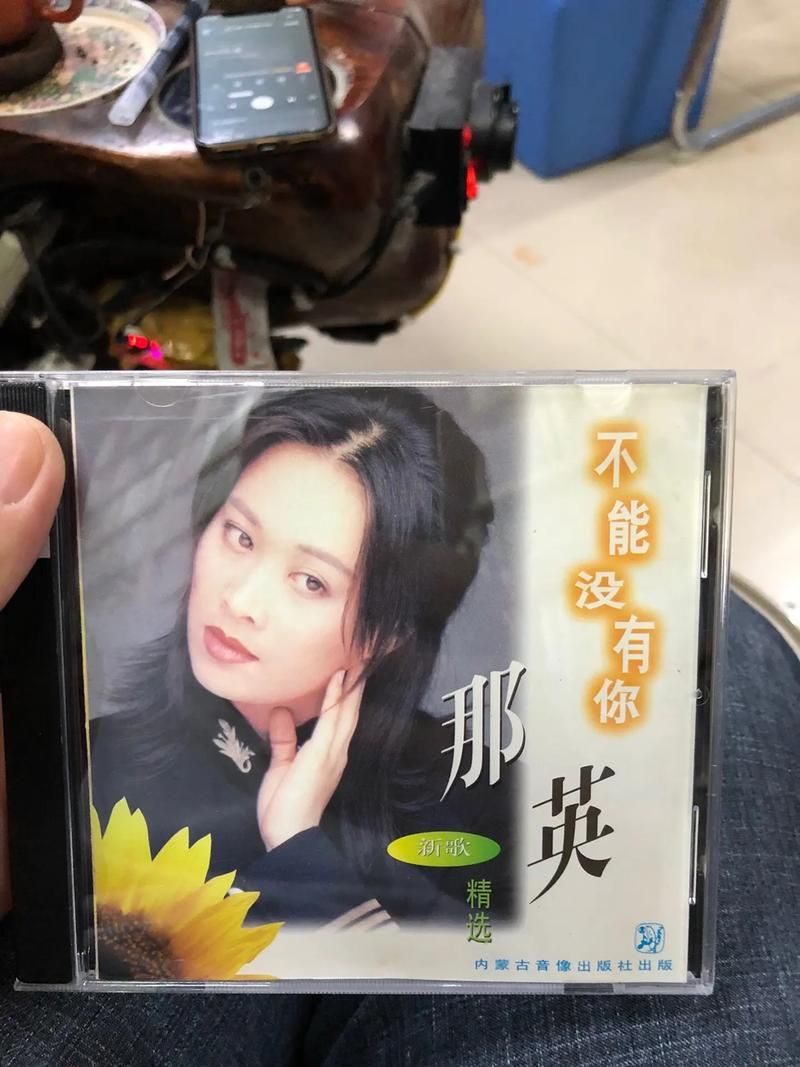 不能没有你
那英
新歌
精选
内蒙古音像出版社出版